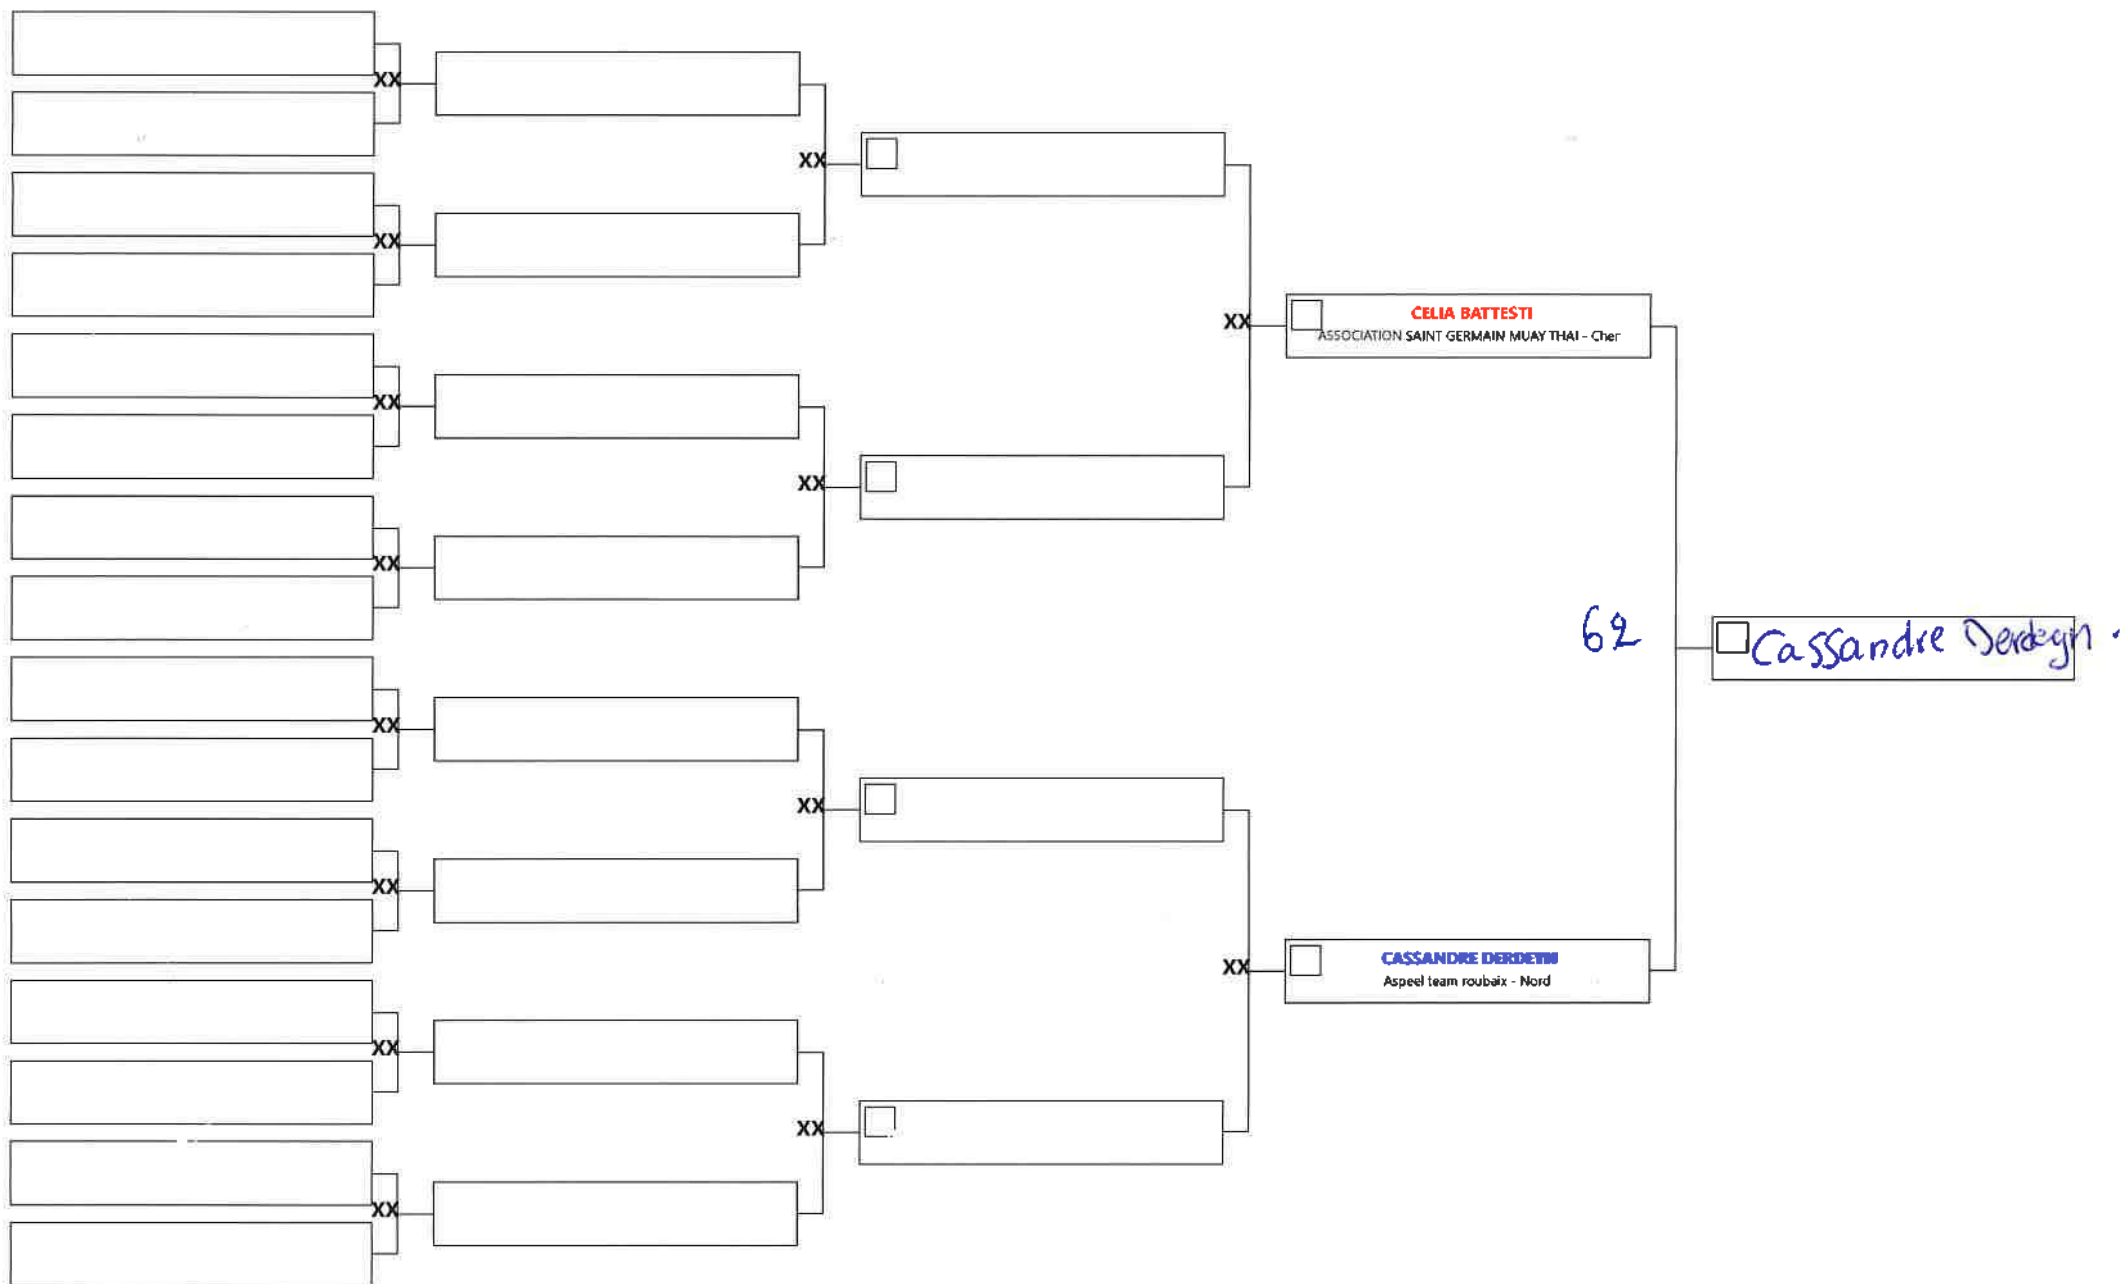 XX
XX
XX
XX
XX
XX
XX
XX
XX
XX
XX
XX
XX
XX
CELIA BATTESTI
ASSOCIATION SAINT GERMAIN MUAY THAI - Cher
62
Cassandre Derdeyn .
CASSANDRE DERDEYN
Aspeel team roubaix - Nord